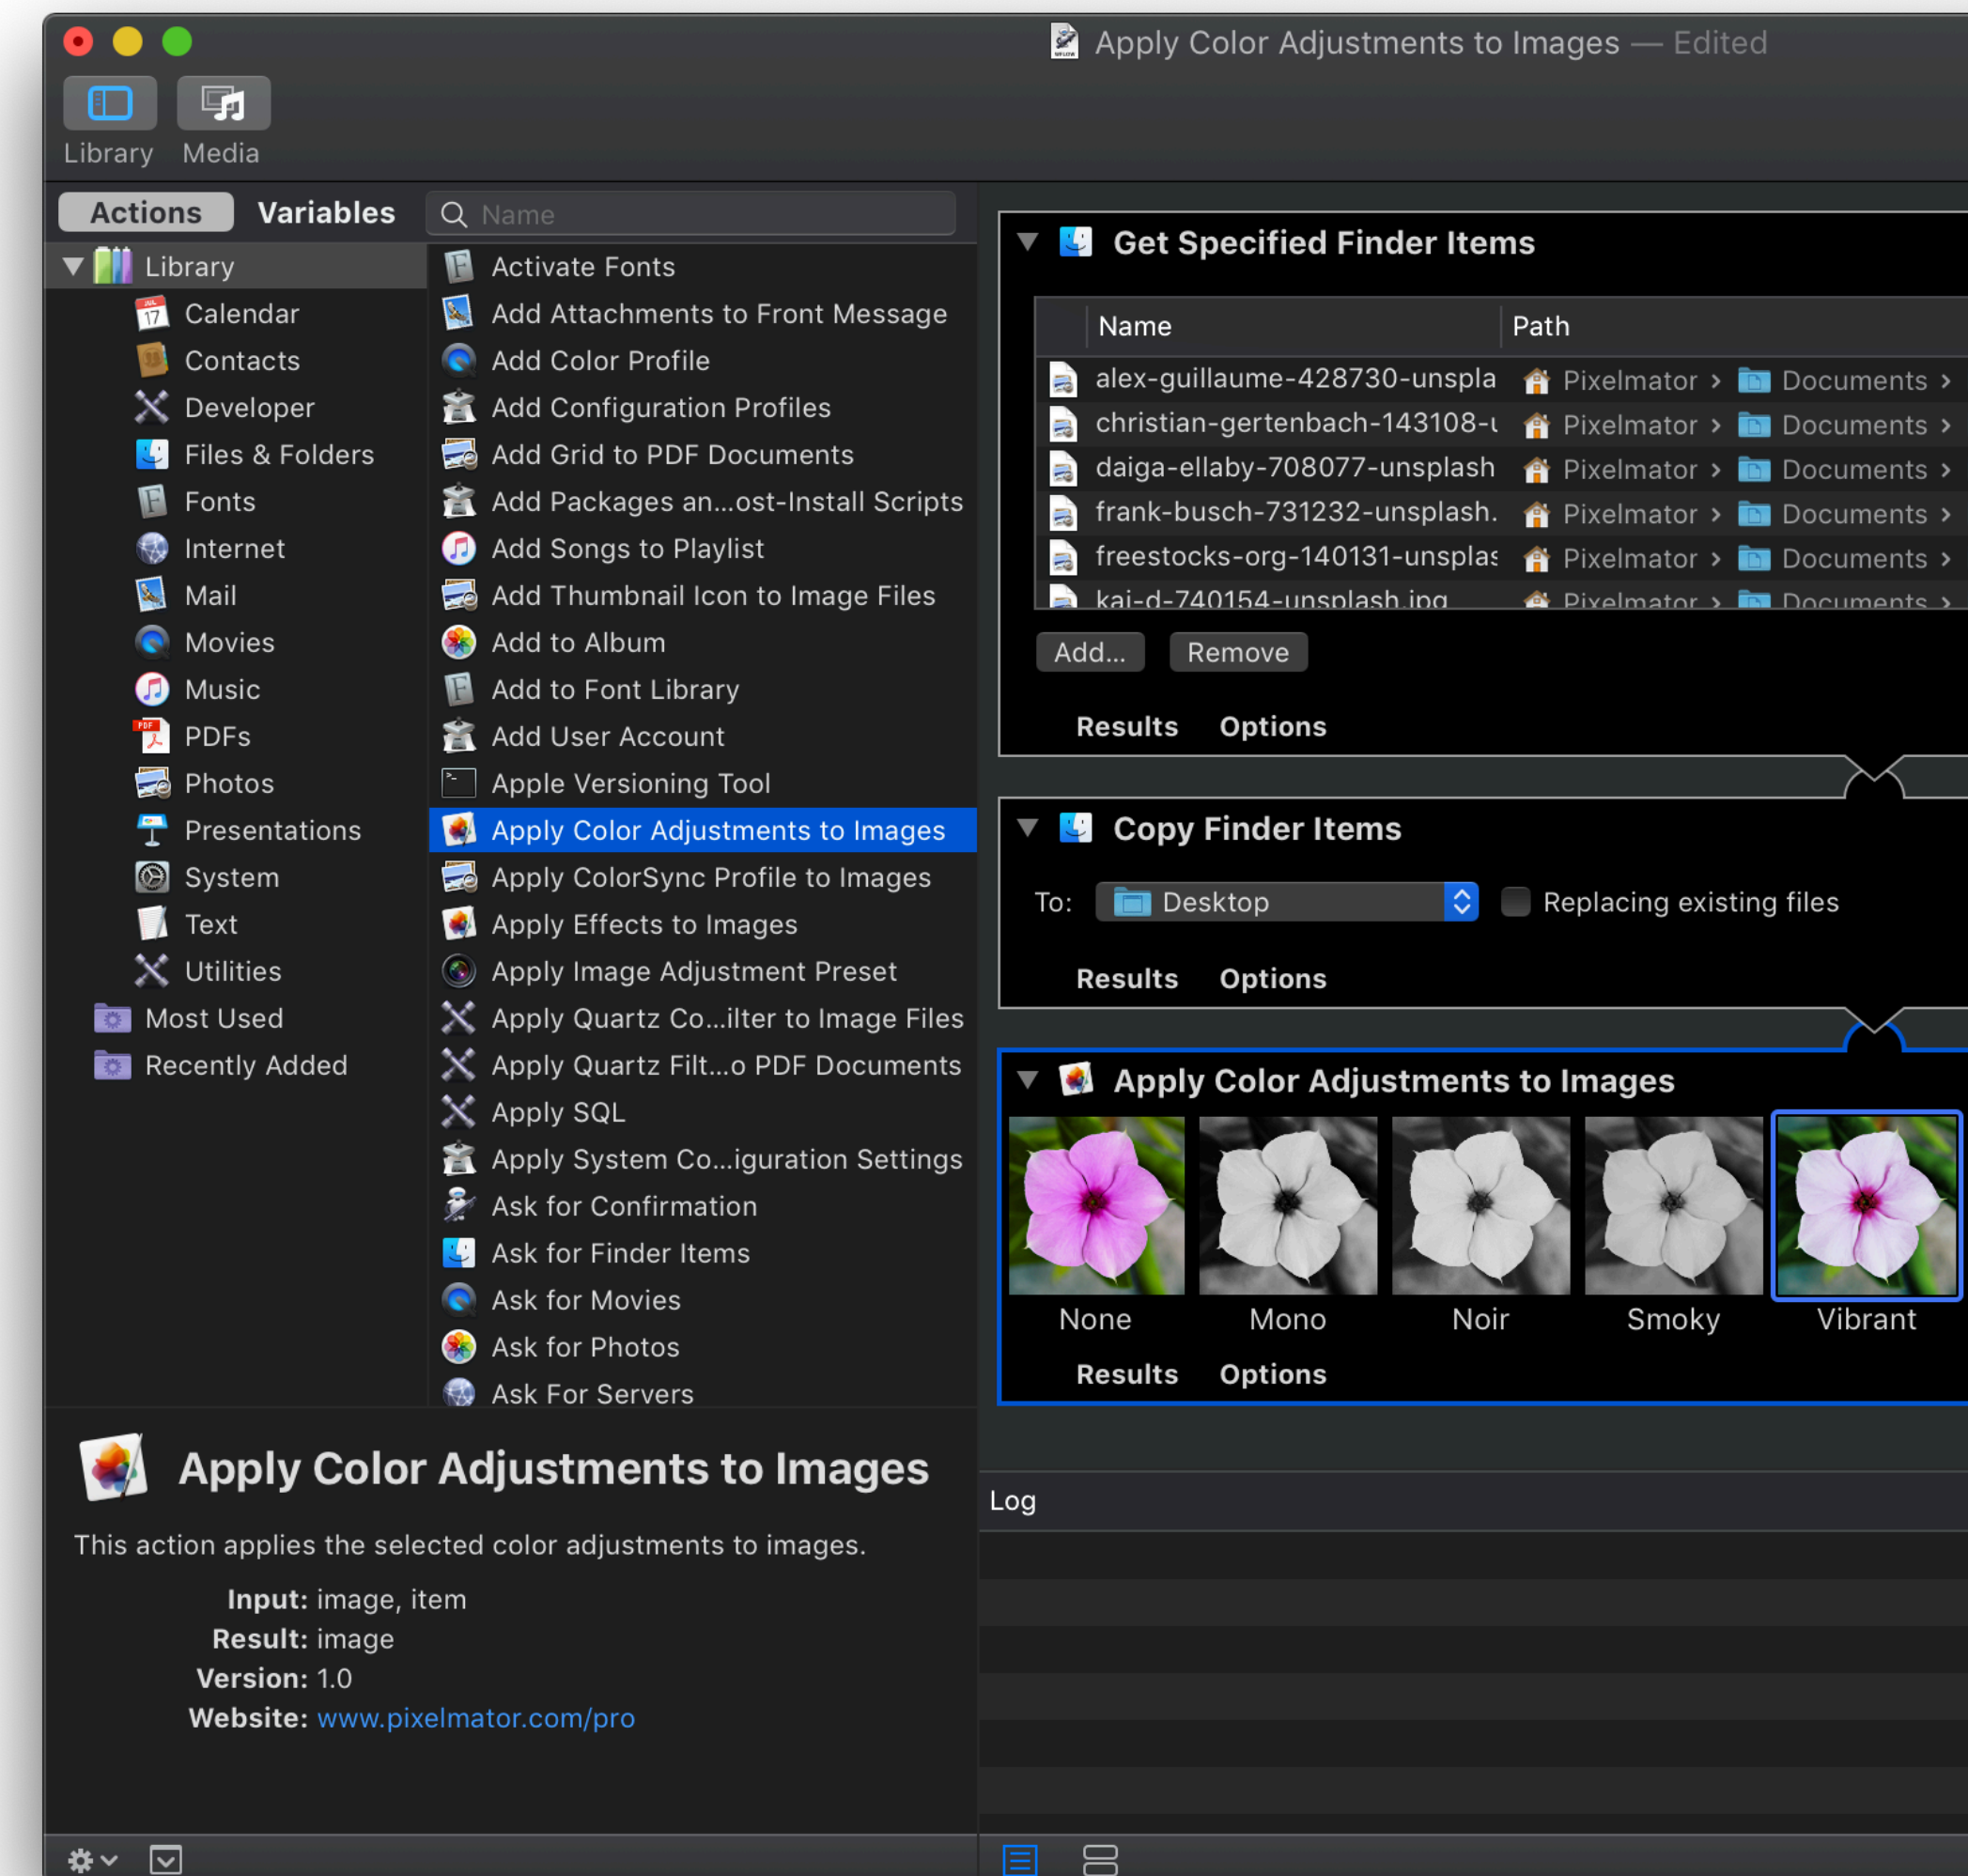 Apply Color Adjustments to Images — Edited
Library Media
Actions Variables Name
Library
Calendar
Contacts
Developer
Files & Folders
Fonts
Internet
Mail
Movies
Music
PDFs
Photos
Presentations
System
Text
Utilities
Most Used
Recently Added
Activate Fonts
Add Attachments to Front Message
Add Color Profile
Add Configuration Profiles
Add Grid to PDF Documents
Add Packages an...ost-Install Scripts
Add Songs to Playlist
Add Thumbnail Icon to Image Files
Add to Album
Add to Font Library
Add User Account
Apple Versioning Tool
Apply Color Adjustments to Images
Apply ColorSync Profile to Images
Apply Effects to Images
Apply Image Adjustment Preset
Apply Quartz Co...ilter to Image Files
Apply Quartz Filt...o PDF Documents
Apply SQL
Apply System Co...iguration Settings
Ask for Confirmation
Ask for Finder Items
Ask for Movies
Ask for Photos
Ask For Servers
Apply Color Adjustments to Images
This action applies the selected color adjustments to images.
Input: image, item
Result: image
Version: 1.0
Website: www.pixelmator.com/pro
Get Specified Finder Items
Name Path
alex-guillaume-428730-unspla Pixelmator › Documents ›
christian-gertenbach-143108-u Pixelmator › Documents ›
daiga-ellaby-708077-unsplash Pixelmator › Documents ›
frank-busch-731232-unsplash. Pixelmator › Documents ›
freestocks-org-140131-unsplas Pixelmator › Documents ›
kai-d-740154-unsplash.jpg Pixelmator › Documents ›
Add... Remove
Results Options
Copy Finder Items
To: Desktop Replacing existing files
Results Options
Apply Color Adjustments to Images
None Mono Noir Smoky Vibrant
Results Options
Log